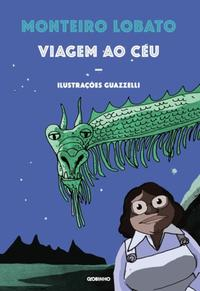 MONTEIRO LOBATO
VIAGEM AO CÉU
ILUSTRAÇÕES GUAZZELLI
GLOBINHO